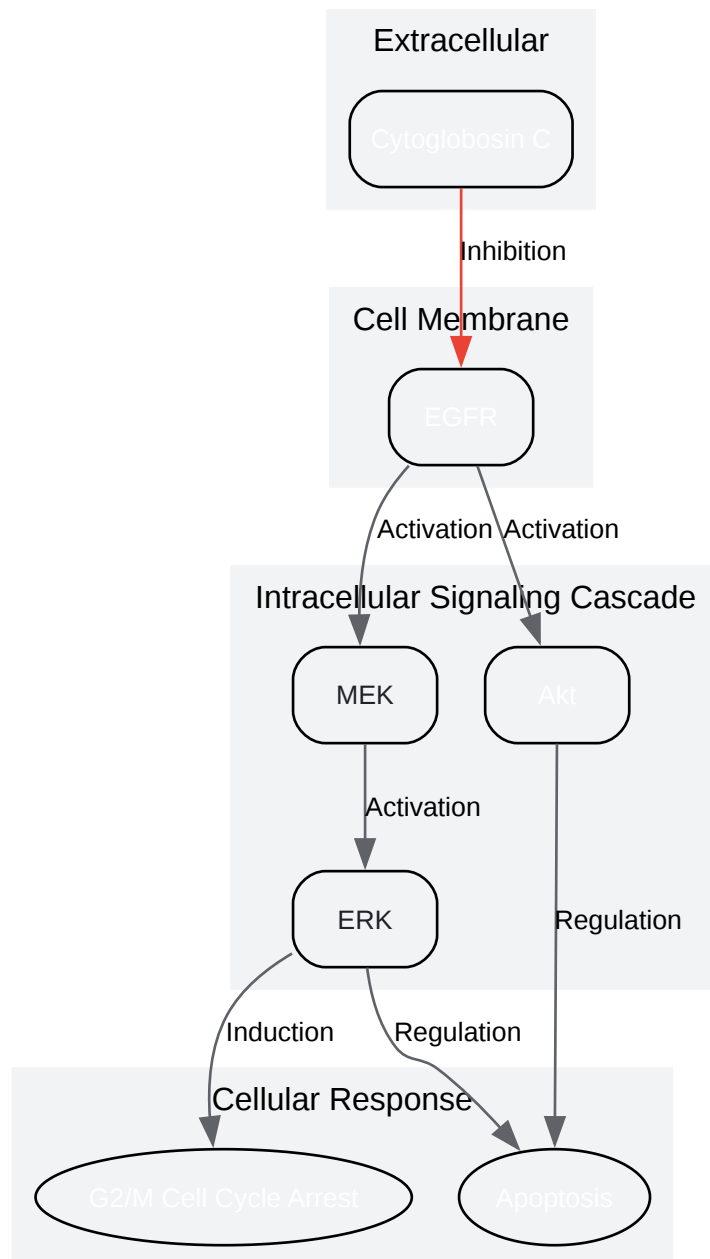 Extracellular
Cytoglobosin C
Inhibition
Cell Membrane
EGFR
Activation
Activation
Intracellular Signaling Cascade
MEK
Akt
Activation
ERK
Regulation
Induction
Regulation
Cellular Response
G2/M Cell Cycle Arrest
Apoptosis